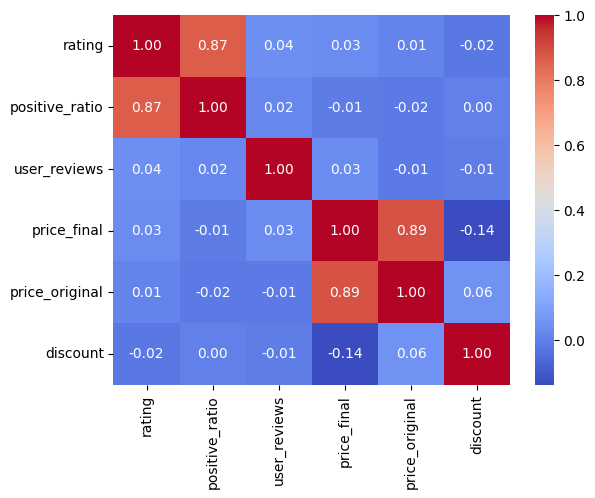 rating 1.00 0.87 0.04 0.03 0.01 -0.02
positive_ratio 0.87 1.00 0.02 -0.01 -0.02 0.00
user_reviews 0.04 0.02 1.00 0.03 -0.01 -0.01
price_final 0.03 -0.01 0.03 1.00 0.89 -0.14
price_original 0.01 -0.02 -0.01 0.89 1.00 0.06
discount -0.02 0.00 -0.01 -0.14 0.06 1.00
rating
positive_ratio
user_reviews
price_final
price_original
discount
1.0
0.8
0.6
0.4
0.2
0.0